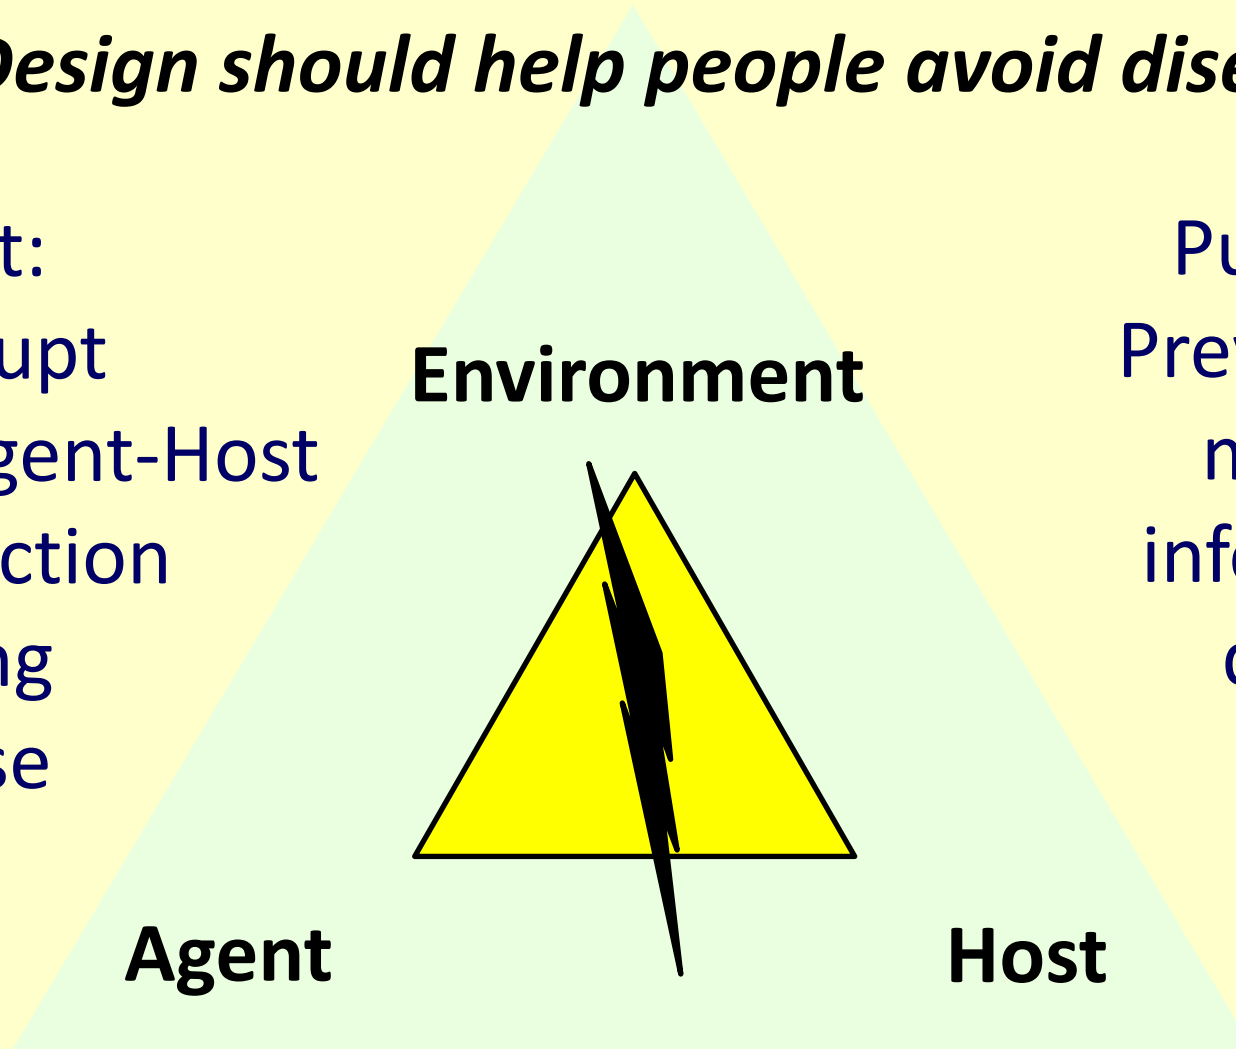 Design should help people avoid dise
t:
upt
gent-Host
ction
ng
se
Environment
Agent
Host
Pu
Prev
n
info